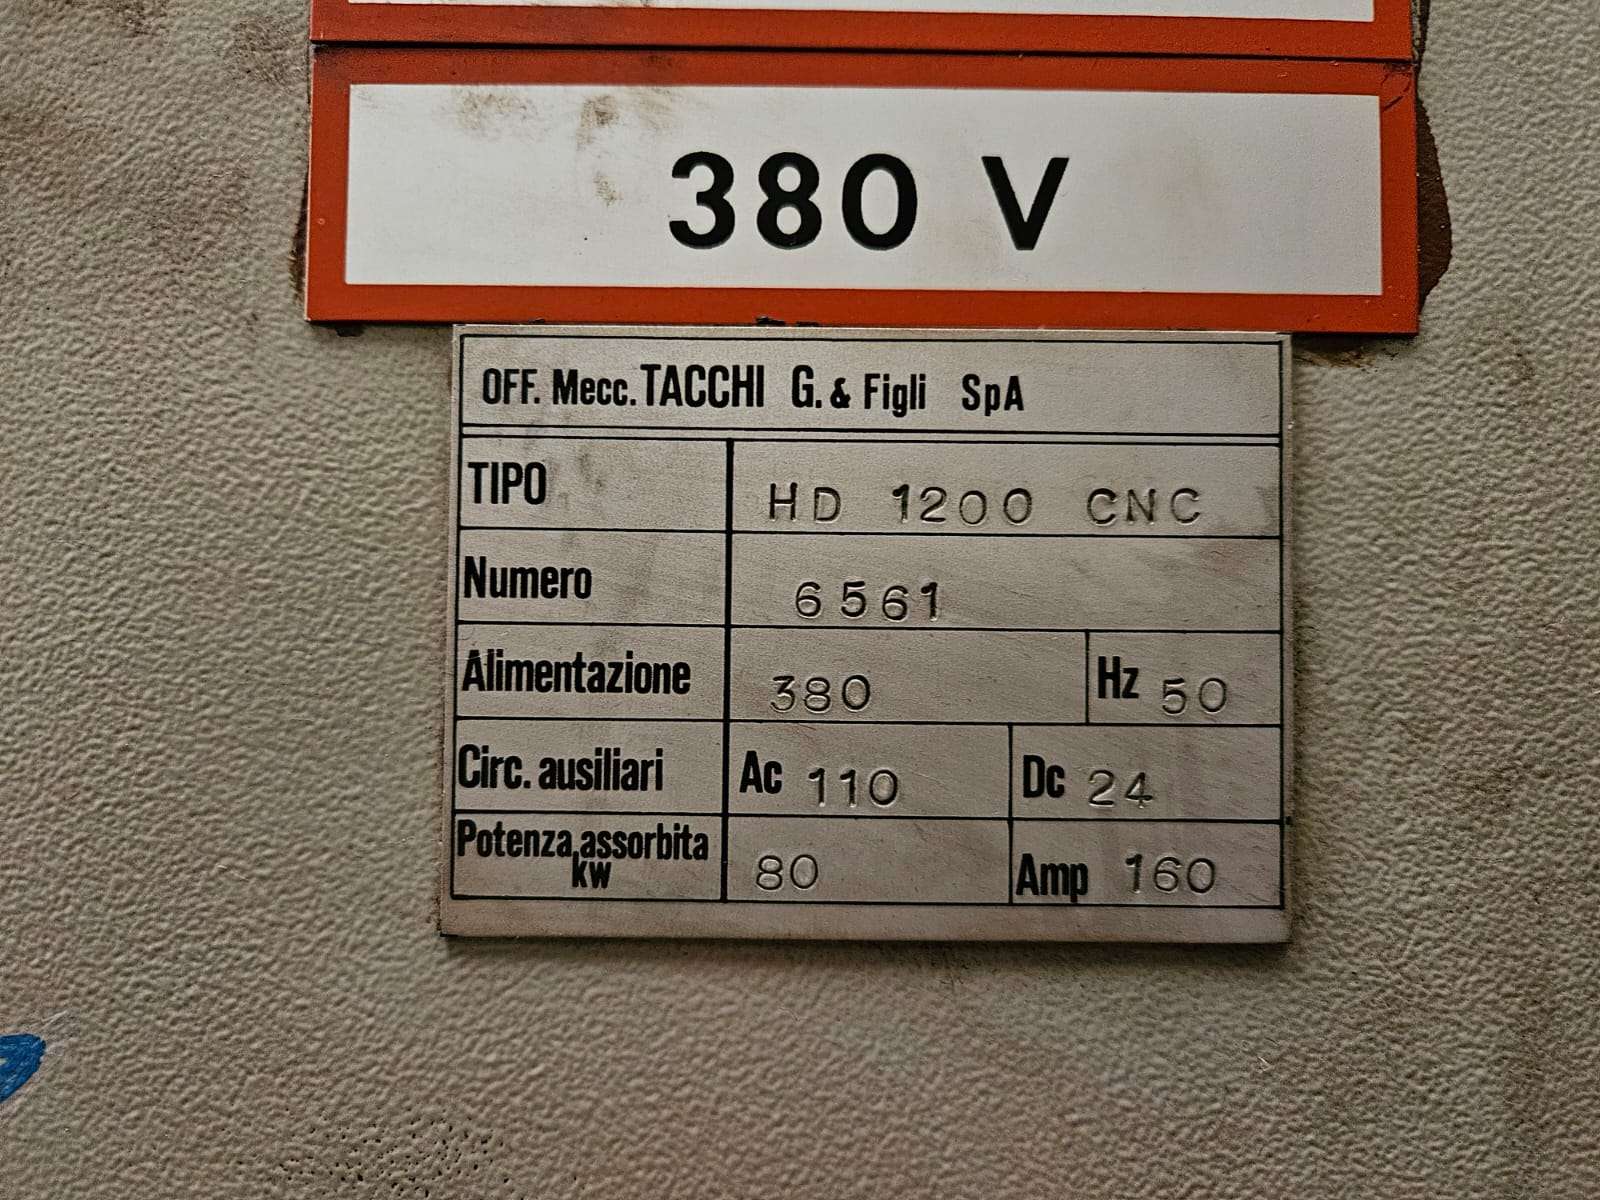 380 V
OFF. Mecc. TACCHI G. & Figli SpA
TIPO HD 1200 CNC
Numero 6561
Alimentazione 380 Hz 50
Circ. ausiliari Ac 110 Dc 24
Potenza assorbita kw 80 Amp 160